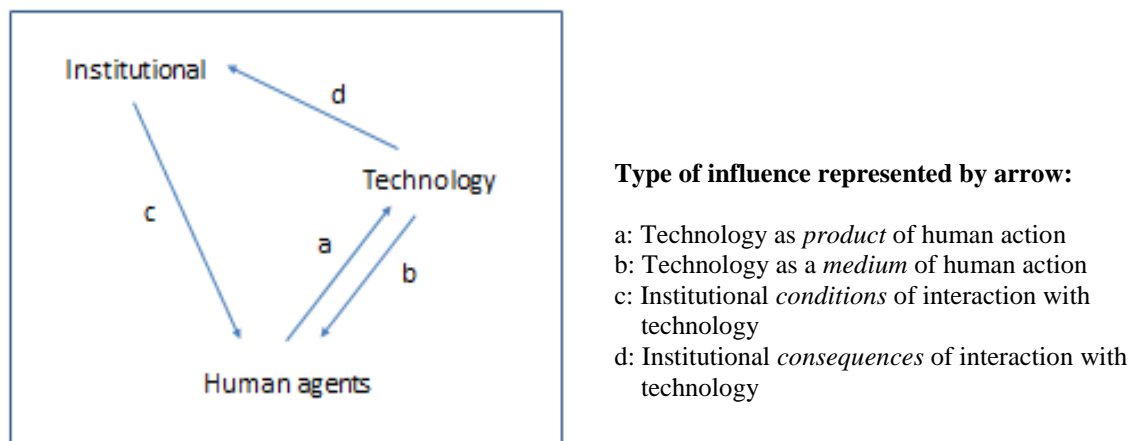 Institutional
d
Technology
c
a
b
Human agents
Type of influence represented by arrow:
a: Technology as product of human action
b: Technology as a medium of human action
c: Institutional conditions of interaction with
technology
d: Institutional consequences of interaction with
technology